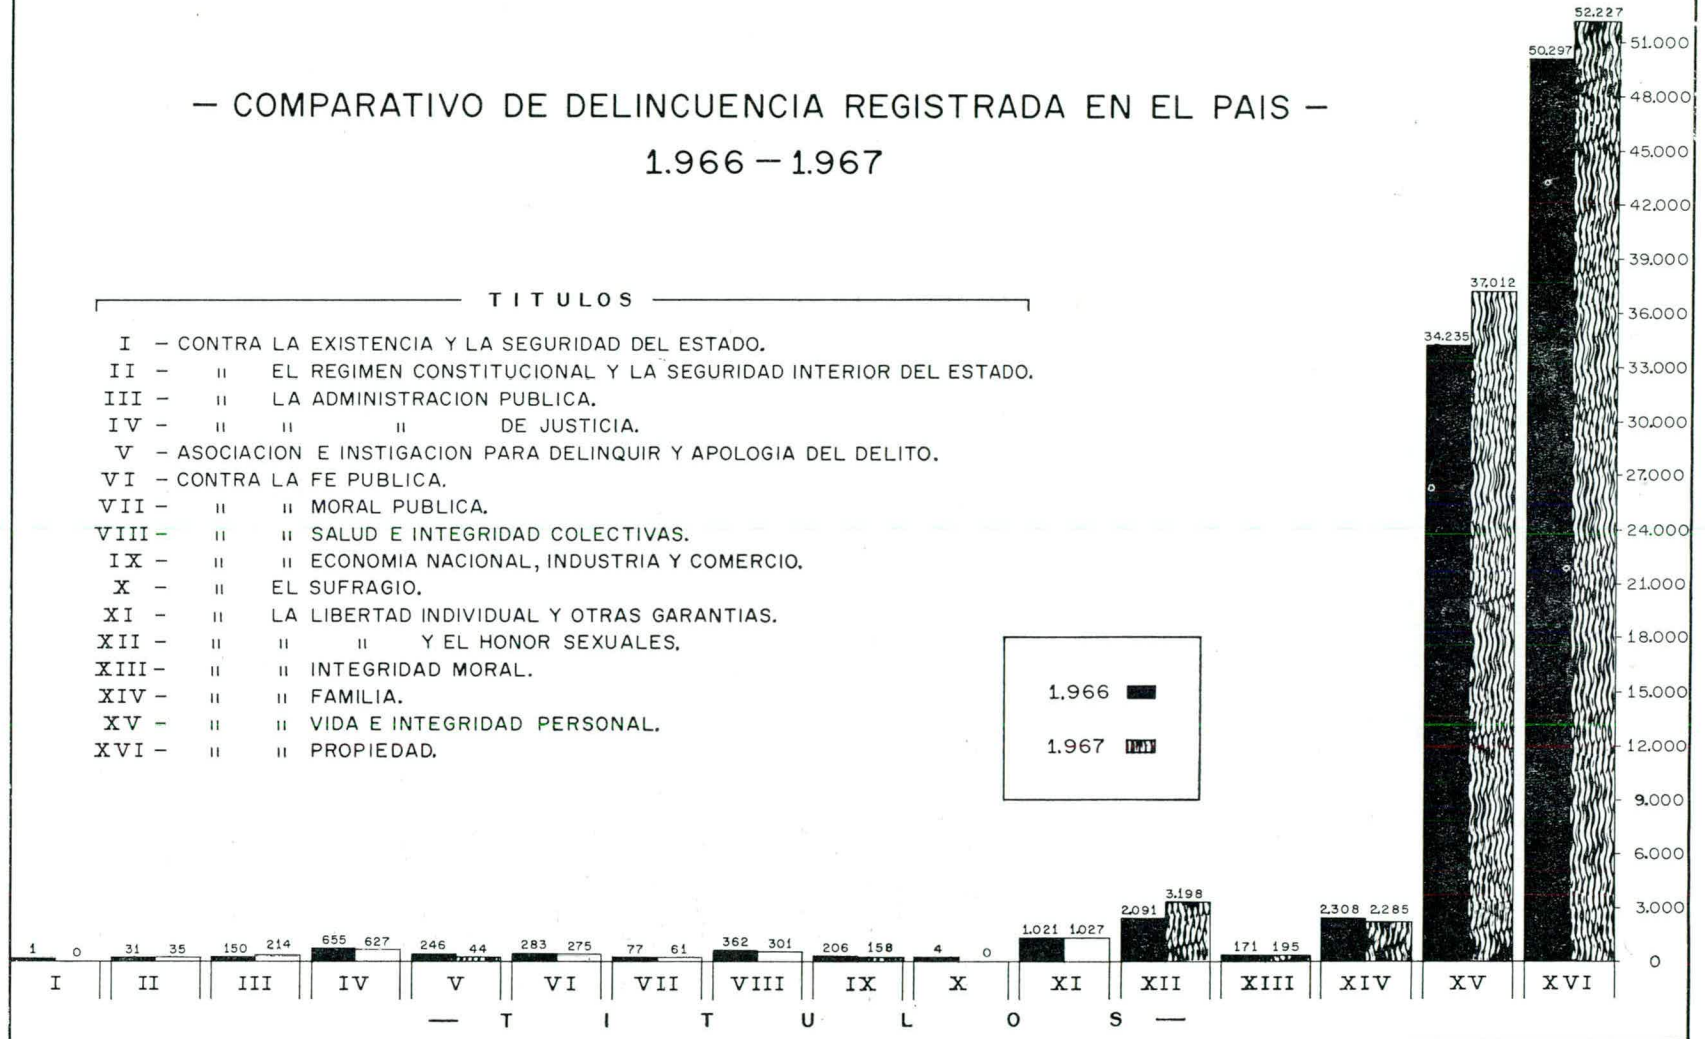 — COMPARATIVO DE DELINCUENCIA REGISTRADA EN EL PAIS —
1.966 — 1.967
TITULOS
I – CONTRA LA EXISTENCIA Y LA SEGURIDAD DEL ESTADO.
II – " EL REGIMEN CONSTITUCIONAL Y LA SEGURIDAD INTERIOR DEL ESTADO.
III – " LA ADMINISTRACION PUBLICA.
IV – " " " DE JUSTICIA.
V – ASOCIACION E INSTIGACION PARA DELINQUIR Y APOLOGIA DEL DELITO.
VI – CONTRA LA FE PUBLICA.
VII – " " MORAL PUBLICA.
VIII – " " SALUD E INTEGRIDAD COLECTIVAS.
IX – " " ECONOMIA NACIONAL, INDUSTRIA Y COMERCIO.
X – " EL SUFRAGIO.
XI – " LA LIBERTAD INDIVIDUAL Y OTRAS GARANTIAS.
XII – " " " Y EL HONOR SEXUALES.
XIII – " " INTEGRIDAD MORAL.
XIV – " " FAMILIA.
XV – " " VIDA E INTEGRIDAD PERSONAL.
XVI – " " PROPIEDAD.
1.966
1.967
52.227
50.297
37.012
34.235
51.000
48.000
45.000
42.000
39.000
36.000
33.000
30.000
27.000
24.000
21.000
18.000
15.000
12.000
9.000
6.000
3.000
0
1 0 31 35 150 214 655 627 246 44 283 275 77 61 362 301 206 158 4 0 1.021 1.027 2.091 3.198 171 195 2.308 2.285
I II III IV V VI VII VIII IX X XI XII XIII XIV XV XVI
— TITULOS —